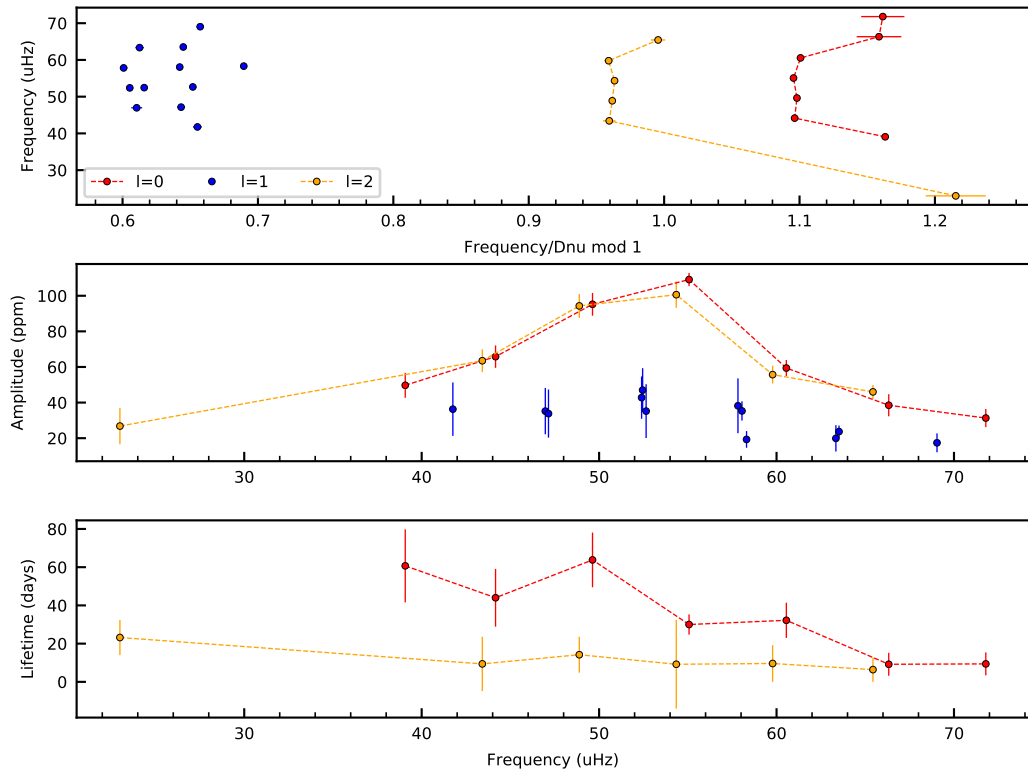 70
60
50
40
30
Frequency (uHz)
l=0 l=1 l=2
0.6 0.7 0.8 0.9 1.0 1.1 1.2
Frequency/Dnu mod 1
100
80
60
40
20
Amplitude (ppm)
30 40 50 60 70
80
60
40
20
0
Lifetime (days)
30 40 50 60 70
Frequency (uHz)